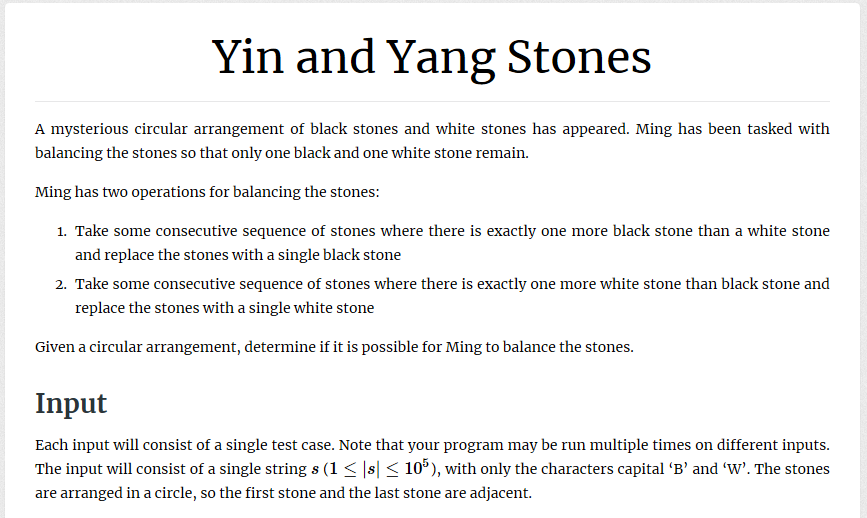 Yin and Yang Stones
A mysterious circular arrangement of black stones and white stones has appeared. Ming has been tasked with
balancing the stones so that only one black and one white stone remain.
Ming has two operations for balancing the stones:
1. Take some consecutive sequence of stones where there is exactly one more black stone than a white stone
and replace the stones with a single black stone
2. Take some consecutive sequence of stones where there is exactly one more white stone than black stone and
replace the stones with a single white stone
Given a circular arrangement, determine if it is possible for Ming to balance the stones.
Input
Each input will consist of a single test case. Note that your program may be run multiple times on different inputs.
The input will consist of a single string s (1 ≤ |s| ≤ 10⁵), with only the characters capital ‘B’ and ‘W’. The stones
are arranged in a circle, so the first stone and the last stone are adjacent.